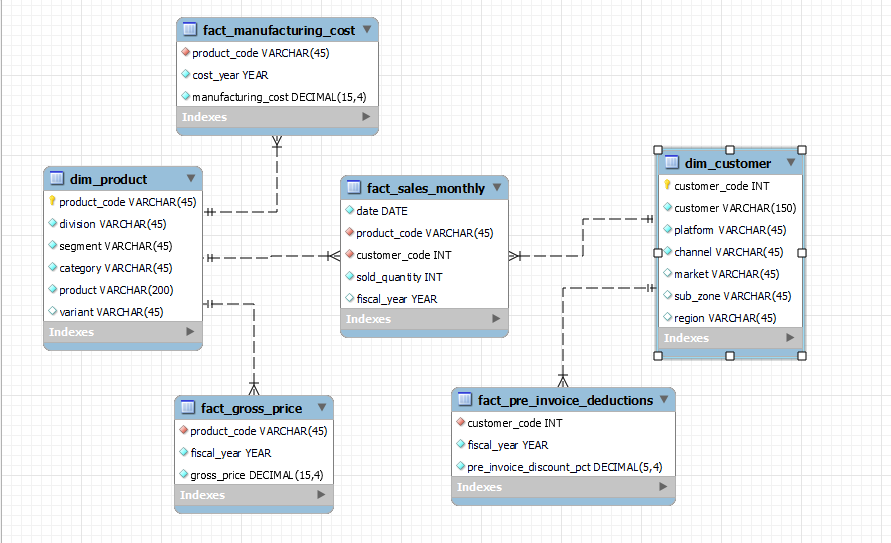 fact_manufacturing_cost
product_code VARCHAR(45)
cost_year YEAR
manufacturing_cost DECIMAL(15,4)
Indexes
dim_product
product_code VARCHAR(45)
division VARCHAR(45)
segment VARCHAR(45)
category VARCHAR(45)
product VARCHAR(200)
variant VARCHAR(45)
Indexes
fact_sales_monthly
date DATE
product_code VARCHAR(45)
customer_code INT
sold_quantity INT
fiscal_year YEAR
Indexes
dim_customer
customer_code INT
customer VARCHAR(150)
platform VARCHAR(45)
channel VARCHAR(45)
market VARCHAR(45)
sub_zone VARCHAR(45)
region VARCHAR(45)
Indexes
fact_gross_price
product_code VARCHAR(45)
fiscal_year YEAR
gross_price DECIMAL(15,4)
Indexes
fact_pre_invoice_deductions
customer_code INT
fiscal_year YEAR
pre_invoice_discount_pct DECIMAL(5,4)
Indexes